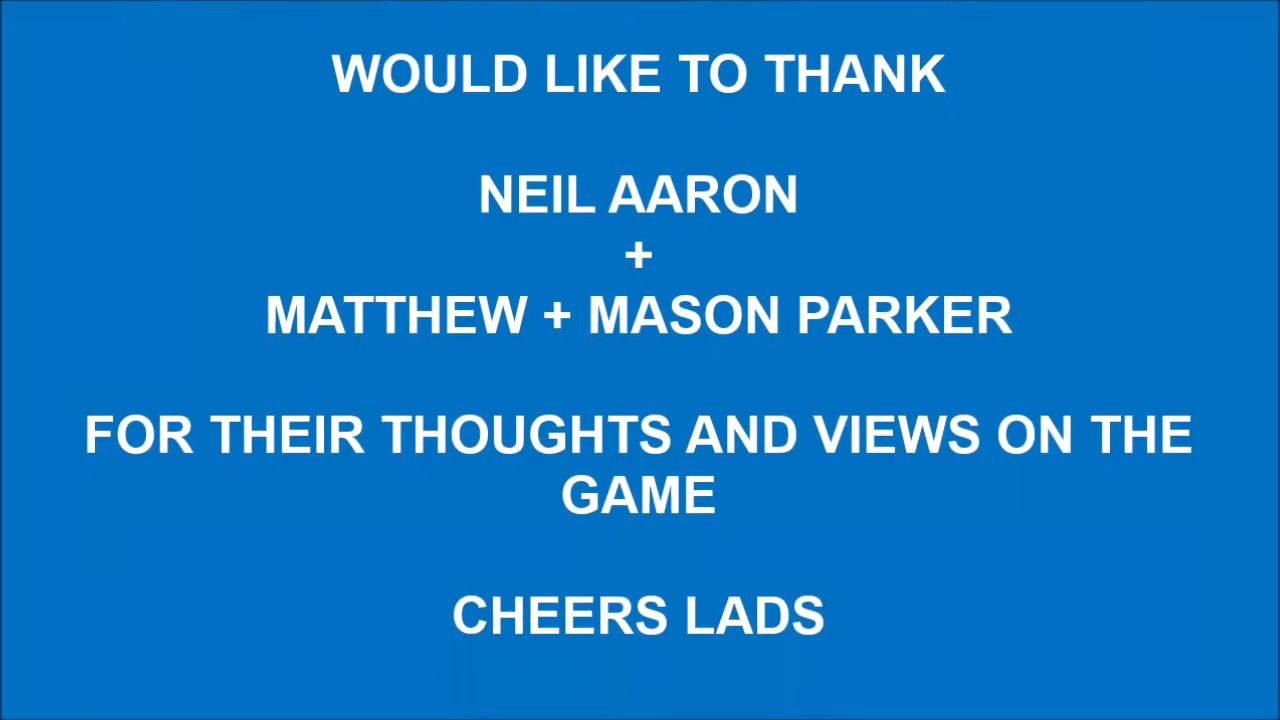 WOULD LIKE TO THANK
NEIL AARON
+
MATTHEW + MASON PARKER
FOR THEIR THOUGHTS AND VIEWS ON THE
GAME
CHEERS LADS